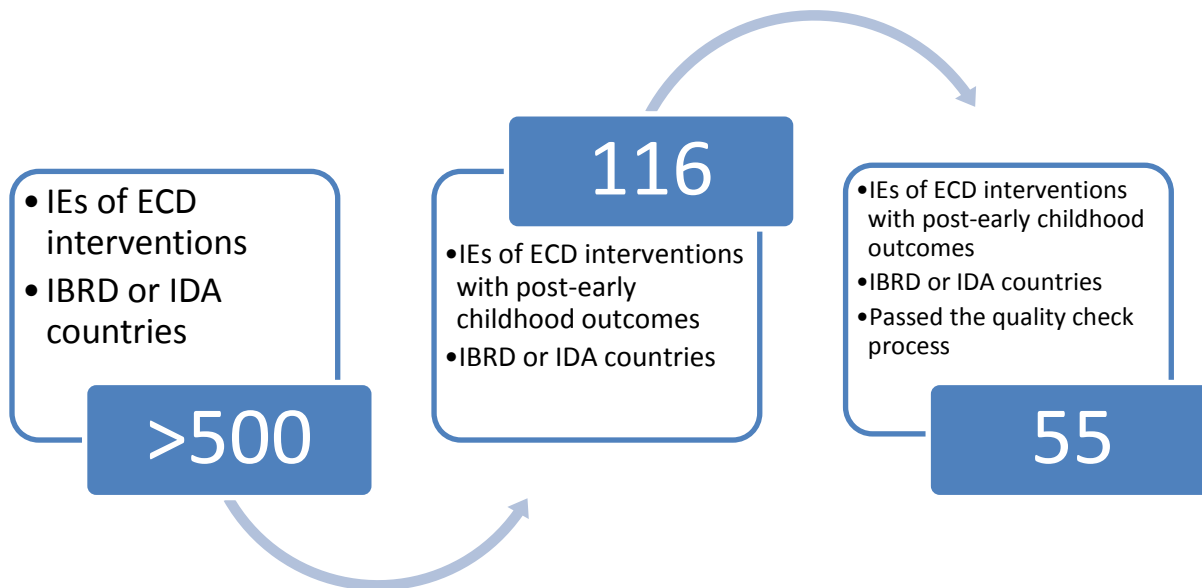 • IEs of ECD
interventions
• IBRD or IDA
countries
>500
116
•IEs of ECD interventions
with post-early
childhood outcomes
•IBRD or IDA countries
•IEs of ECD interventions
with post-early childhood
outcomes
•IBRD or IDA countries
•Passed the quality check
process
55